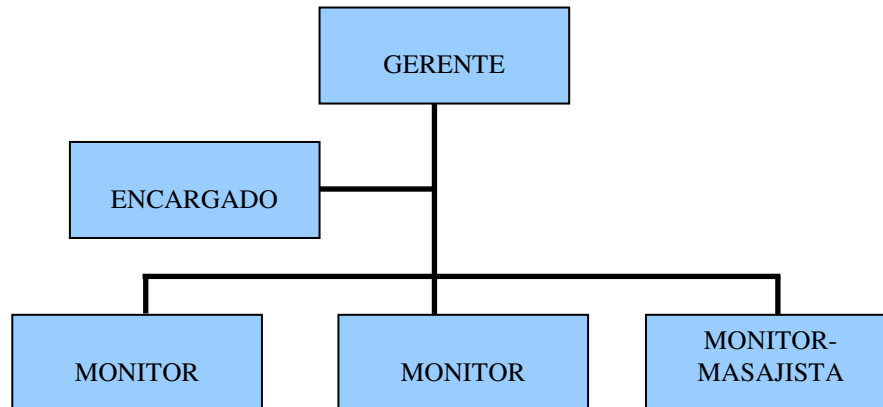 GERENTE
ENCARGADO
MONITOR
MONITOR
MONITOR-
MASAJISTA